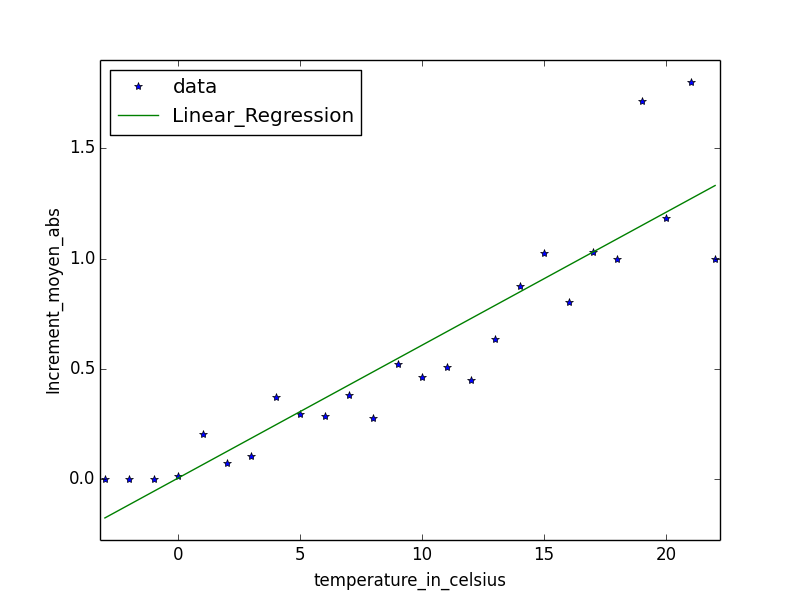 data
Linear_Regression
1.5
1.0
0.5
0.0
Increment_moyen_abs
0 5 10 15 20
temperature_in_celsius